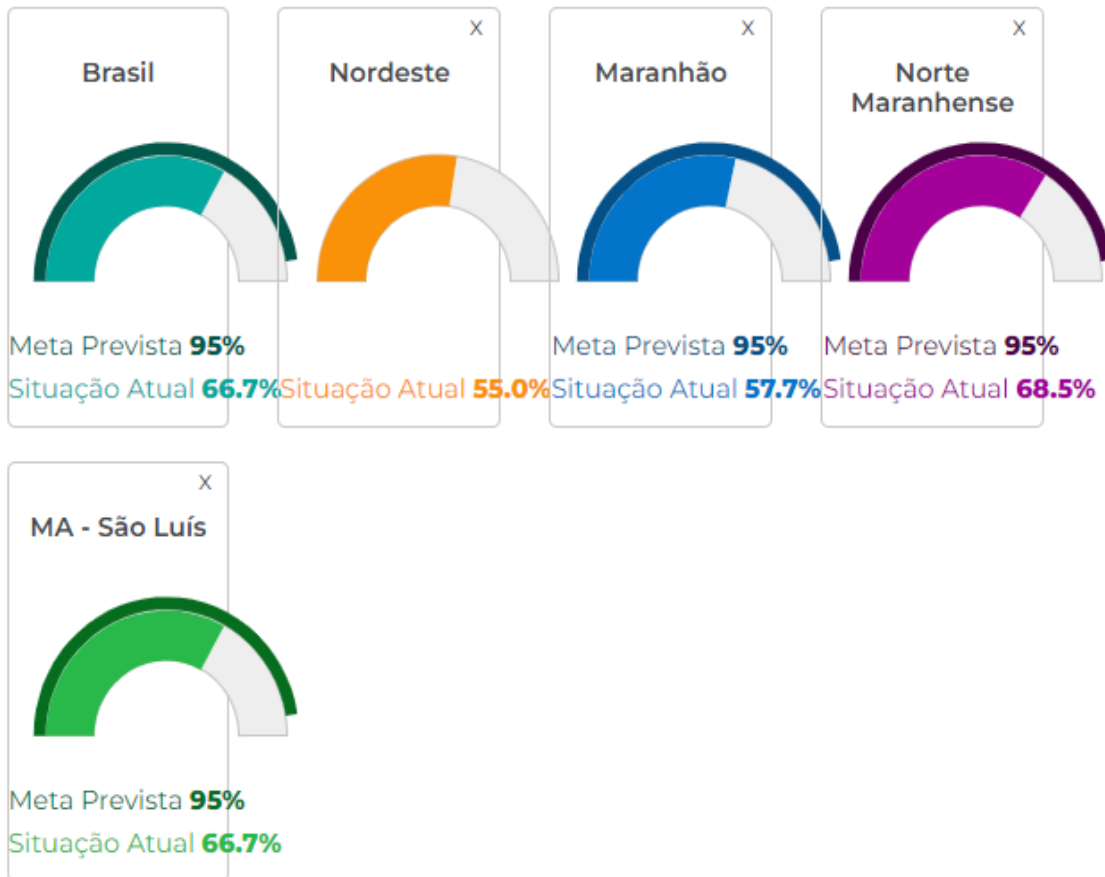 Brasil
Meta Prevista 95%
Situação Atual 66.7%
X
Nordeste
Situação Atual 55.0%
X
Maranhão
Meta Prevista 95%
Situação Atual 57.7%
X
Norte
Maranhense
Meta Prevista 95%
Situação Atual 68.5%
X
MA - São Luís
Meta Prevista 95%
Situação Atual 66.7%